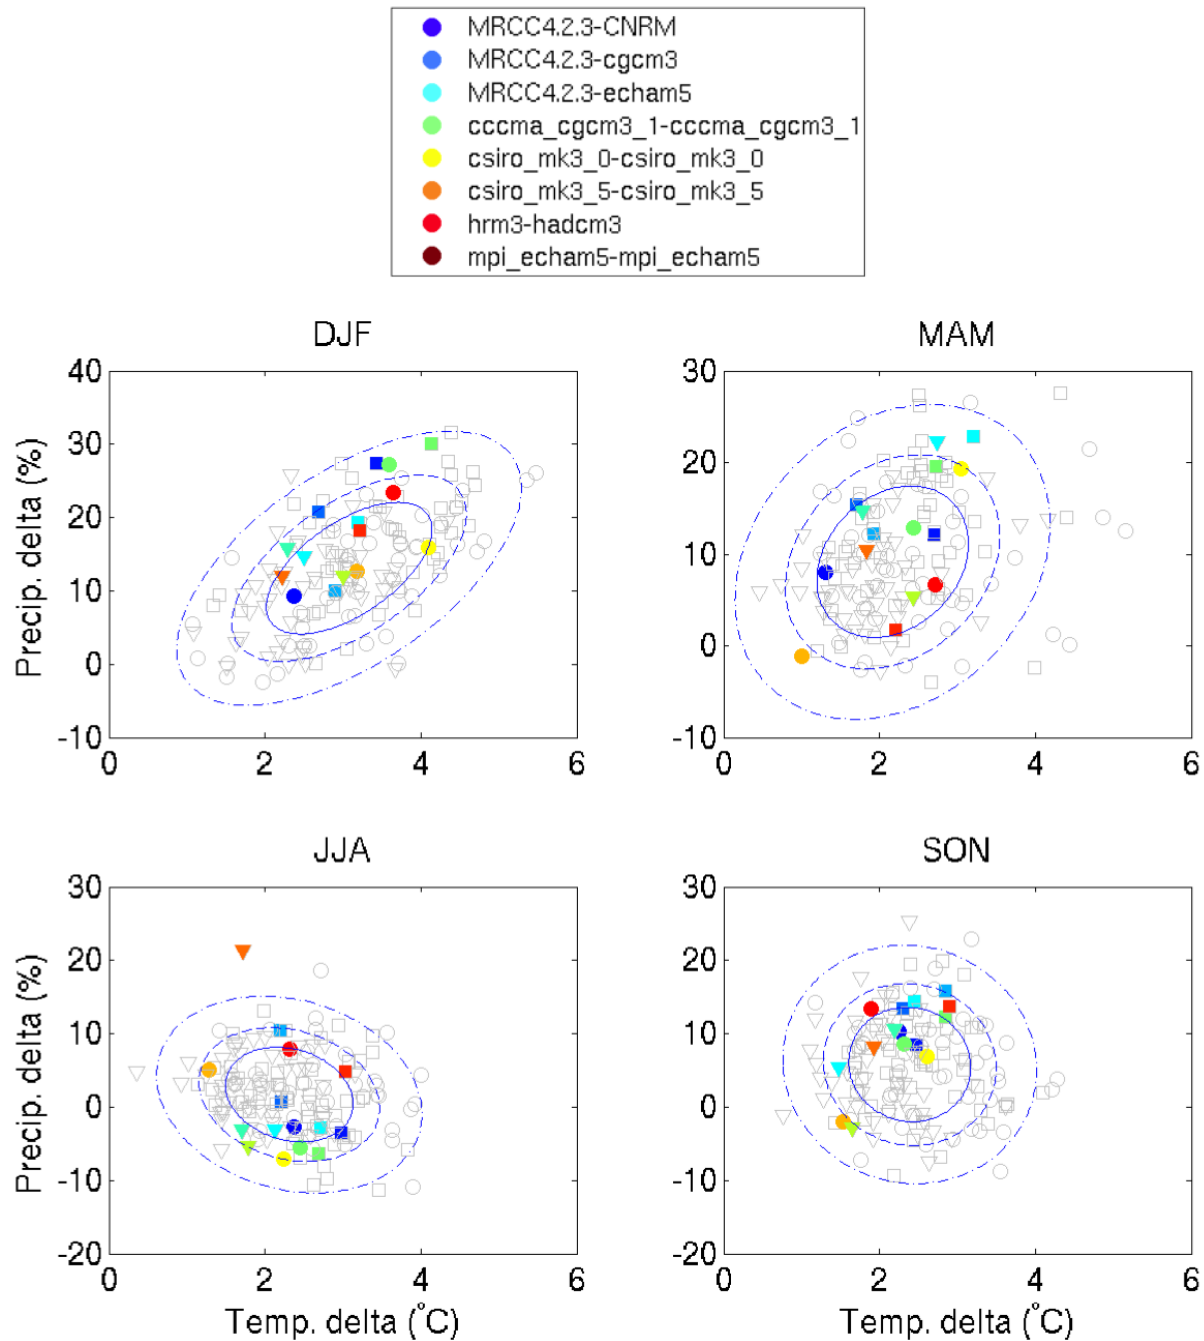 MRCC4.2.3-CNRM
MRCC4.2.3-cgcm3
MRCC4.2.3-echam5
cccma_cgcm3_1-cccma_cgcm3_1
csiro_mk3_0-csiro_mk3_0
csiro_mk3_5-csiro_mk3_5
hrm3-hadcm3
mpi_echam5-mpi_echam5
DJF
40
30
20
10
0
-10
0
2
4
6
Precip. delta (%)
MAM
30
20
10
0
-10
0
2
4
6
JJA
30
20
10
0
-10
-20
0
2
4
6
Precip. delta (%)
Temp. delta (°C)
SON
30
20
10
0
-10
-20
0
2
4
6
Temp. delta (°C)